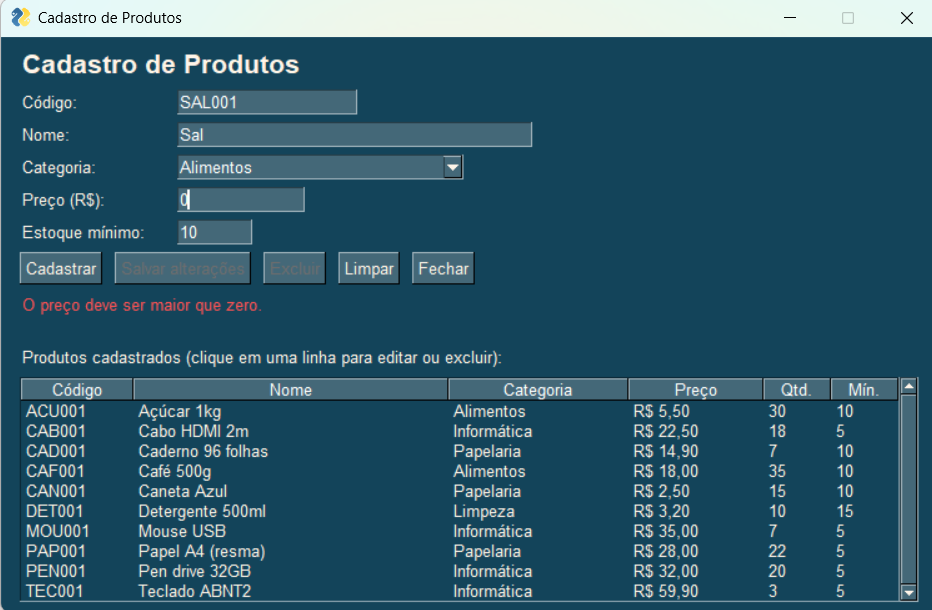 Cadastro de Produtos
Cadastro de Produtos
Código: SAL001
Nome: Sal
Categoria: Alimentos
Preço (R$): 0
Estoque mínimo: 10
Cadastrar Salvar alterações Excluir Limpar Fechar
O preço deve ser maior que zero.
Produtos cadastrados (clique em uma linha para editar ou excluir):
Código Nome Categoria Preço Qtd. Mín.
ACU001 Açúcar 1kg Alimentos R$ 5,50 30 10
CAB001 Cabo HDMI 2m Informática R$ 22,50 18 5
CAD001 Caderno 96 folhas Papelaria R$ 14,90 7 10
CAF001 Café 500g Alimentos R$ 18,00 35 10
CAN001 Caneta Azul Papelaria R$ 2,50 15 10
DET001 Detergente 500ml Limpeza R$ 3,20 10 15
MOU001 Mouse USB Informática R$ 35,00 7 5
PAP001 Papel A4 (resma) Papelaria R$ 28,00 22 5
PEN001 Pen drive 32GB Informática R$ 32,00 20 5
TEC001 Teclado ABNT2 Informática R$ 59,90 3 5